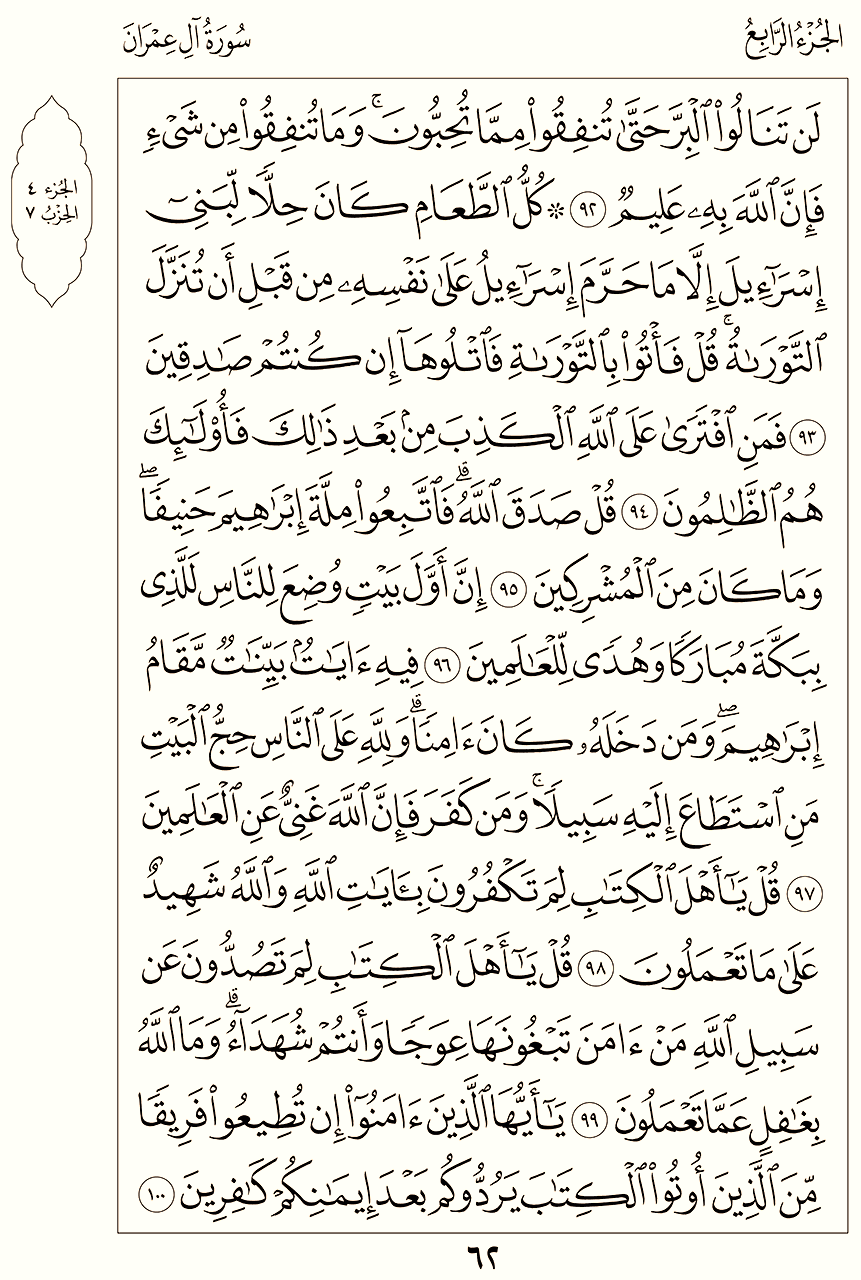 الجُزْءُ الرَّابِعُ
سُورَةُ آلِ عِمْرَانَ
الجزء ٤
الحِزْبُ ٧
لَن تَنَالُوا۟ ٱلْبِرَّ حَتَّىٰ تُنفِقُوا۟ مِمَّا تُحِبُّونَ ۚ وَمَا تُنفِقُوا۟ مِن شَىْءٍ
فَإِنَّ ٱللَّهَ بِهِۦ عَلِيمٌ ٩٢ ۞ كُلُّ ٱلطَّعَامِ كَانَ حِلًّا لِّبَنِىٓ
إِسْرَٰٓءِيلَ إِلَّا مَا حَرَّمَ إِسْرَٰٓءِيلُ عَلَىٰ نَفْسِهِۦ مِن قَبْلِ أَن تُنَزَّلَ
ٱلتَّوْرَىٰةُ ۚ قُلْ فَأْتُوا۟ بِٱلتَّوْرَىٰةِ فَٱتْلُوهَآ إِن كُنتُمْ صَٰدِقِينَ
٩٣ فَمَنِ ٱفْتَرَىٰ عَلَى ٱللَّهِ ٱلْكَذِبَ مِنۢ بَعْدِ ذَٰلِكَ فَأُو۟لَٰٓئِكَ
هُمُ ٱلظَّٰلِمُونَ ٩٤ قُلْ صَدَقَ ٱللَّهُ ۗ فَٱتَّبِعُوا۟ مِلَّةَ إِبْرَٰهِيمَ حَنِيفًا ۖ
وَمَا كَانَ مِنَ ٱلْمُشْرِكِينَ ٩٥ إِنَّ أَوَّلَ بَيْتٍ وُضِعَ لِلنَّاسِ لَلَّذِى
بِبَكَّةَ مُبَارَكًا وَهُدًى لِّلْعَٰلَمِينَ ٩٦ فِيهِ ءَايَٰتٌۢ بَيِّنَٰتٌ مَّقَامُ
إِبْرَٰهِيمَ ۖ وَمَن دَخَلَهُۥ كَانَ ءَامِنًا ۗ وَلِلَّهِ عَلَى ٱلنَّاسِ حِجُّ ٱلْبَيْتِ
مَنِ ٱسْتَطَاعَ إِلَيْهِ سَبِيلًا ۚ وَمَن كَفَرَ فَإِنَّ ٱللَّهَ غَنِىٌّ عَنِ ٱلْعَٰلَمِينَ
٩٧ قُلْ يَٰٓأَهْلَ ٱلْكِتَٰبِ لِمَ تَكْفُرُونَ بِـَٔايَٰتِ ٱللَّهِ وَٱللَّهُ شَهِيدٌ
عَلَىٰ مَا تَعْمَلُونَ ٩٨ قُلْ يَٰٓأَهْلَ ٱلْكِتَٰبِ لِمَ تَصُدُّونَ عَن
سَبِيلِ ٱللَّهِ مَنْ ءَامَنَ تَبْغُونَهَا عِوَجًا وَأَنتُمْ شُهَدَآءُ ۗ وَمَا ٱللَّهُ
بِغَٰفِلٍ عَمَّا تَعْمَلُونَ ٩٩ يَٰٓأَيُّهَا ٱلَّذِينَ ءَامَنُوٓا۟ إِن تُطِيعُوا۟ فَرِيقًا
مِّنَ ٱلَّذِينَ أُوتُوا۟ ٱلْكِتَٰبَ يَرُدُّوكُم بَعْدَ إِيمَٰنِكُمْ كَٰفِرِينَ ١٠٠
٦٢